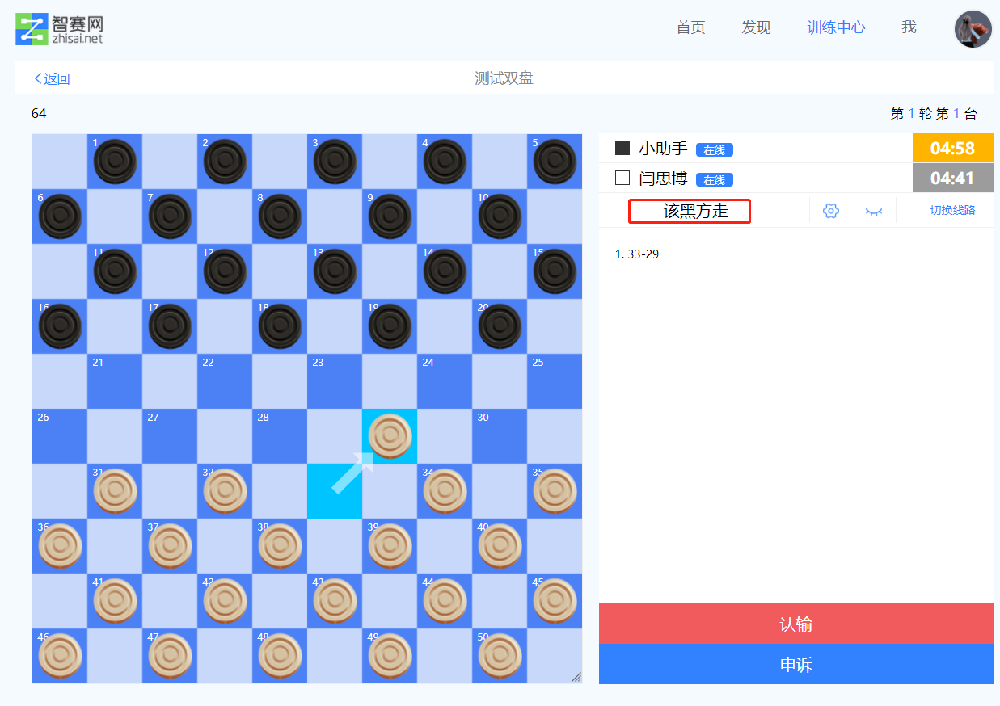 智赛网
zhisai.net
首页 发现 训练中心 我
返回 测试双盘
64 第 1 轮 第 1 台
小助手 在线 04:58
闫思博 在线 04:41
该黑方走 切换线路
1. 33-29
1 2 3 4 5
6 7 8 9 10
11 12 13 14 15
16 17 18 19 20
21 22 23 24 25
26 27 28 30
31 32 34 35
36 37 38 39 40
41 42 43 44 45
46 47 48 49 50
认输
申诉